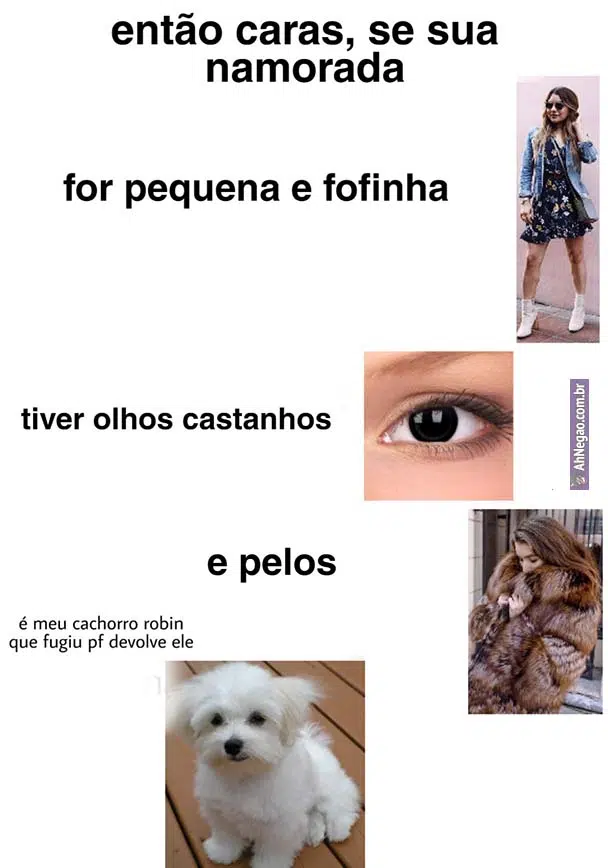 então caras, se sua
namorada
for pequena e fofinha
tiver olhos castanhos
AhNegao.com.br
e pelos
é meu cachorro robin
que fugiu pf devolve ele